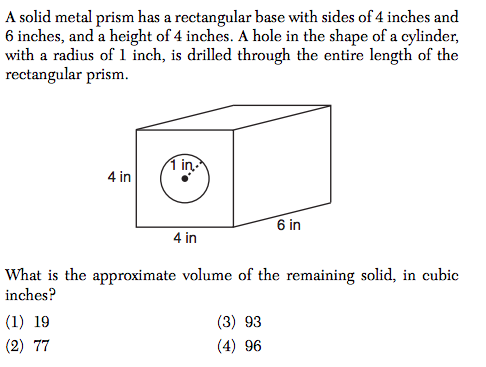 A solid metal prism has a rectangular base with sides of 4 inches and
6 inches, and a height of 4 inches. A hole in the shape of a cylinder,
with a radius of 1 inch, is drilled through the entire length of the
rectangular prism.
1 in.
4 in
6 in
4 in
What is the approximate volume of the remaining solid, in cubic
inches?
(1) 19 (3) 93
(2) 77 (4) 96